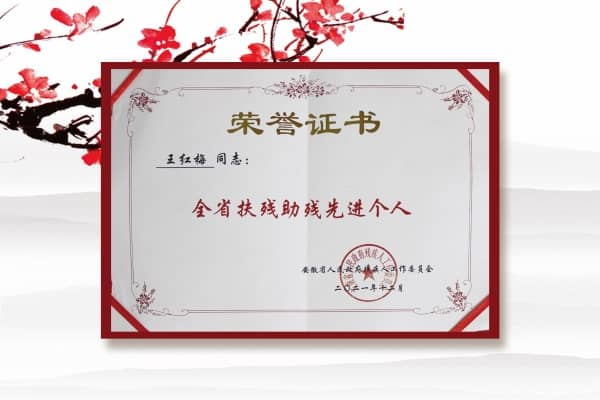 荣誉证书
王红梅 同志：
全省扶残助残先进个人
安徽省人民政府残疾人工作委员会
二〇二一年十二月